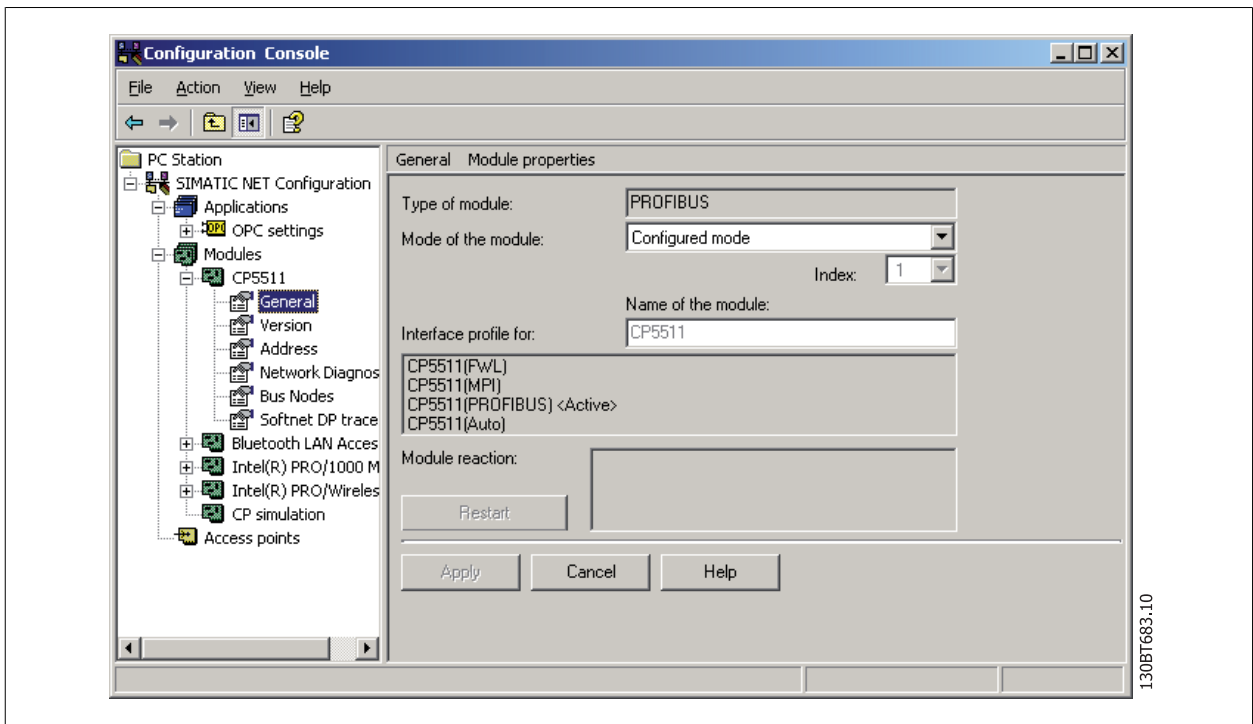 Configuration Console
File Action View Help
PC Station
SIMATIC NET Configuration
Applications
OPC OPC settings
Modules
CP5511
General
Version
Address
Network Diagnos
Bus Nodes
Softnet DP trace
Bluetooth LAN Acces
Intel(R) PRO/1000 M
Intel(R) PRO/Wireles
CP simulation
Access points
General Module properties
Type of module: PROFIBUS
Mode of the module: Configured mode
Index: 1
Name of the module:
Interface profile for: CP5511
CP5511(FWL)
CP5511(MPI)
CP5511(PROFIBUS) <Active>
CP5511(Auto)
Module reaction:
Restart
Apply Cancel Help
130BT683.10